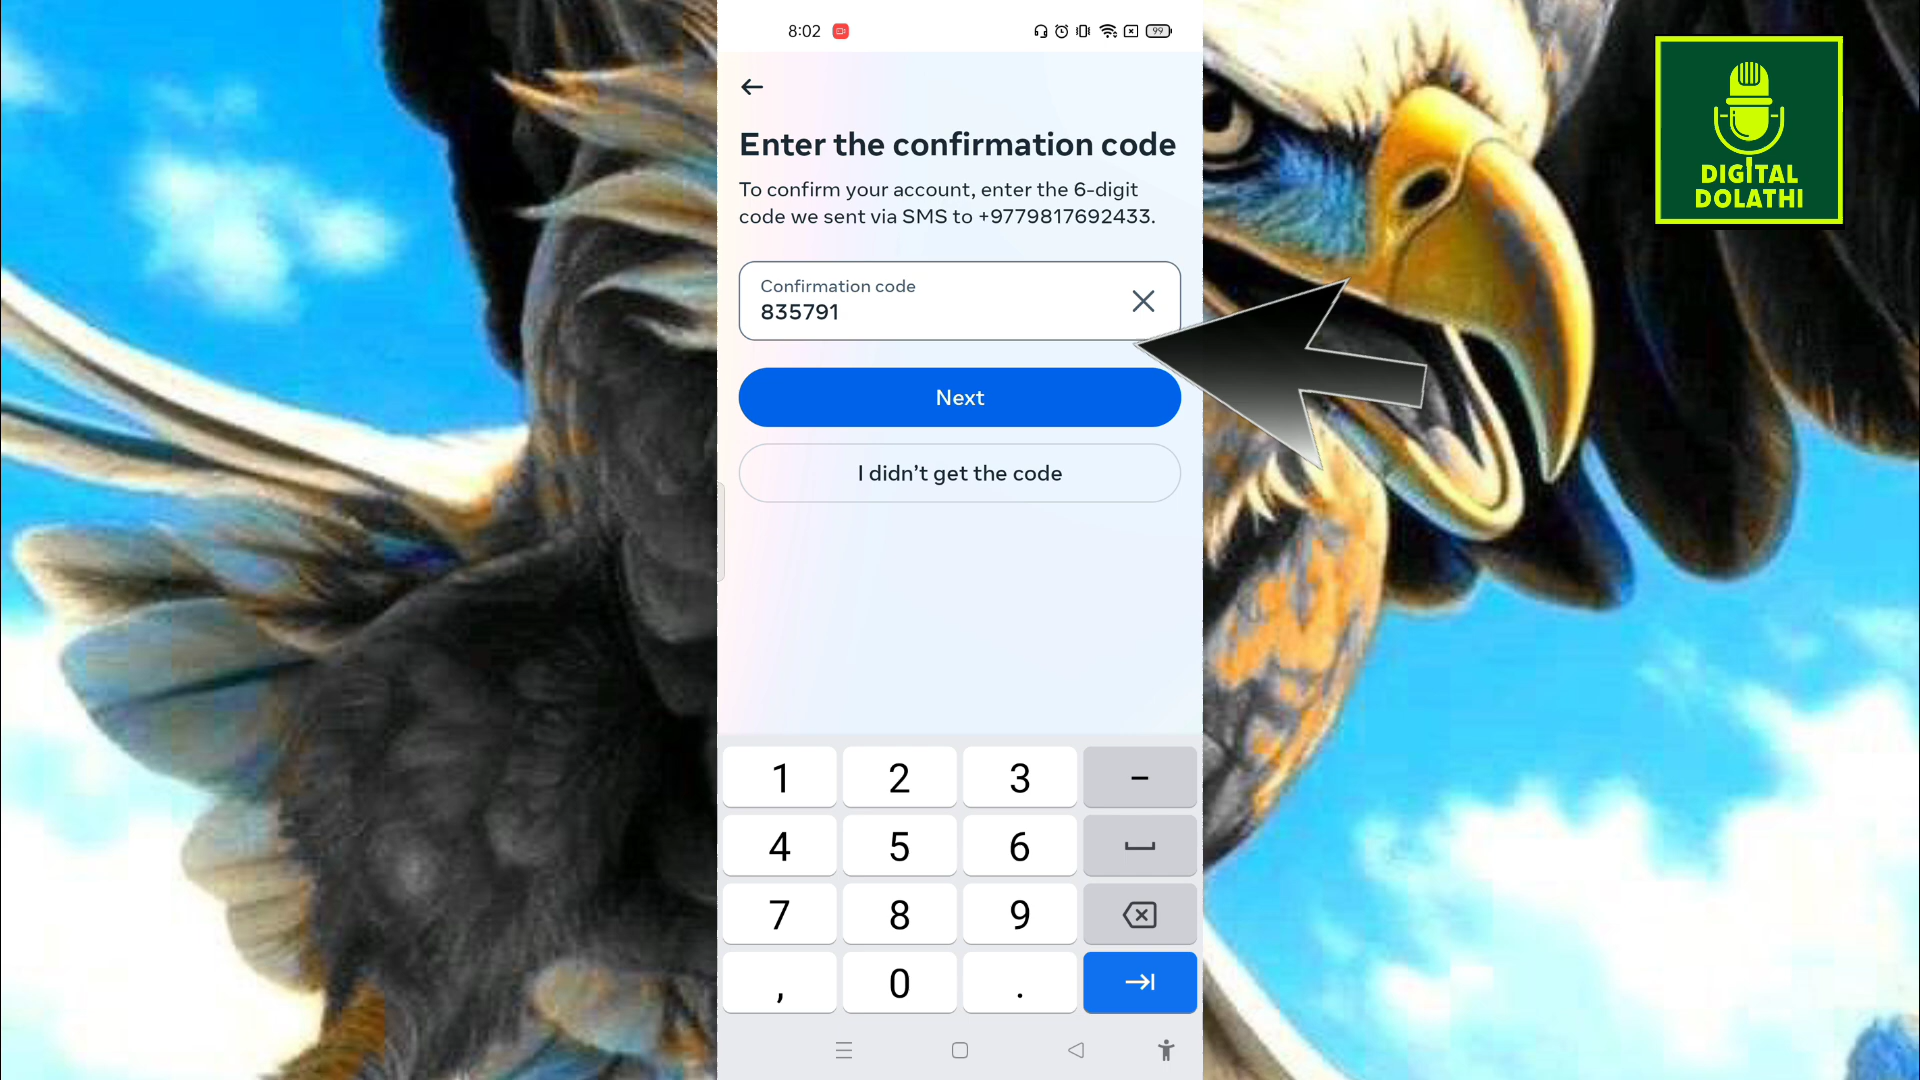 8:02
99
DIGITAL
DOLATHI
Enter the confirmation code
To confirm your account, enter the 6-digit
code we sent via SMS to +9779817692433.
Confirmation code
835791
Next
I didn’t get the code
1 2 3 –
4 5 6
7 8 9
, 0 .